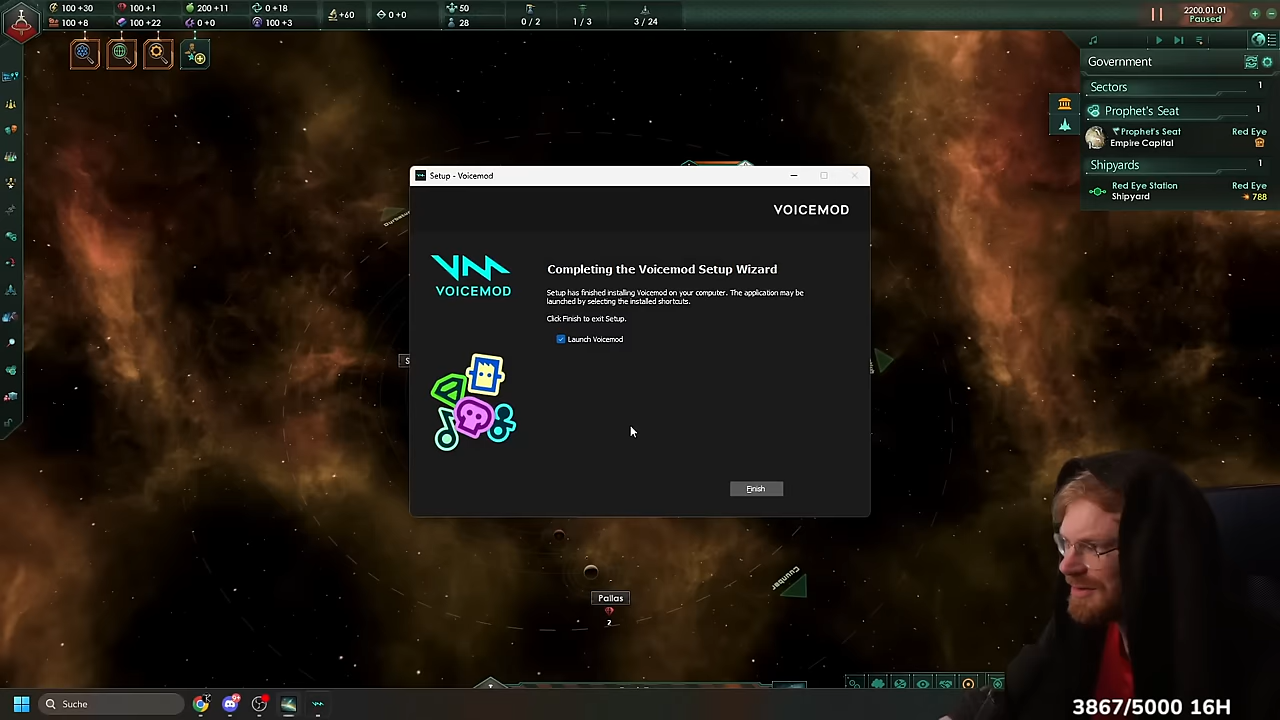 100 +30
100 +1
200 +11
0 +18
+60
0 +0
50
28
0 / 2
1 / 3
3 / 24
100 +8
100 +22
0 +0
100 +3
2200.01.01
Paused
Government
Sectors 1
Prophet's Seat 1
Prophet's Seat Red Eye
Empire Capital
Shipyards 1
Red Eye Station Red Eye
Shipyard 788
Setup - Voicemod
VOICEMOD
VOICEMOD
Completing the Voicemod Setup Wizard
Setup has finished installing Voicemod on your computer. The application may be
launched by selecting the installed shortcuts.
Click Finish to exit Setup.
Launch Voicemod
Finish
Pallas
2
Suche
3867/5000 16H